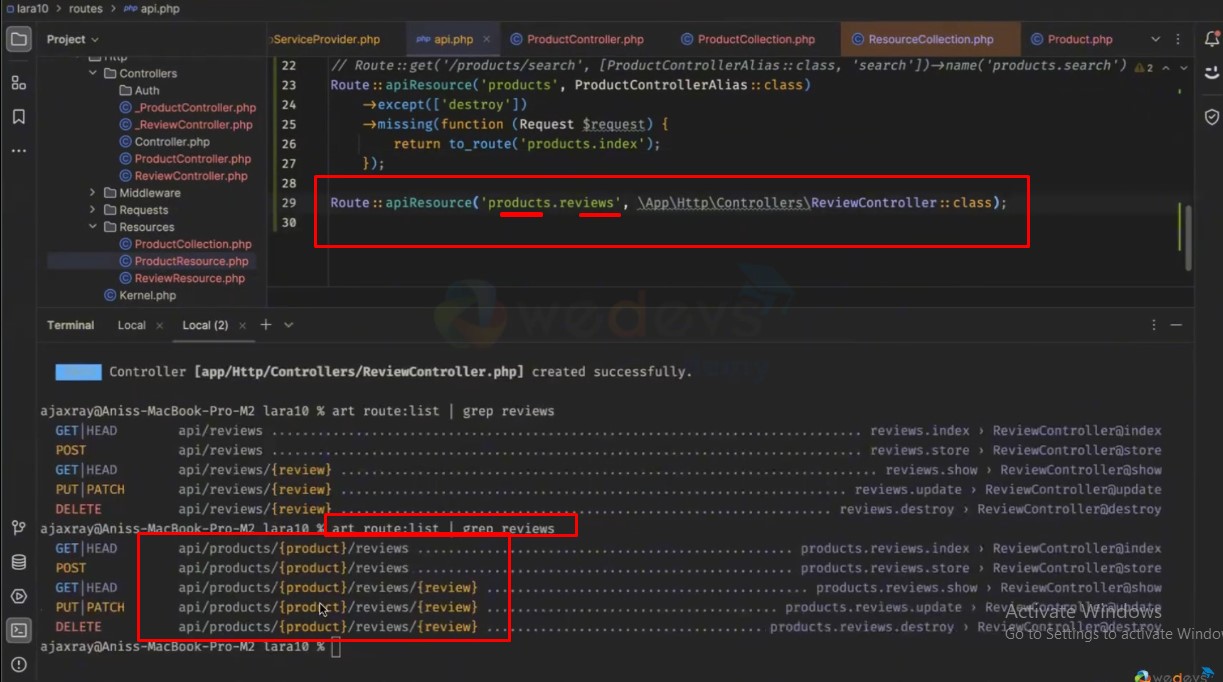 lara10 > routes > php api.php
Project
ServiceProvider.php
php api.php ×
ProductController.php
ProductCollection.php
ResourceCollection.php
Product.php
Http
Controllers
Auth
_ProductController.php
_ReviewController.php
Controller.php
ProductController.php
ReviewController.php
Middleware
Requests
Resources
ProductCollection.php
ProductResource.php
ReviewResource.php
Kernel.php
22 // Route::get('/products/search', [ProductControllerAlias::class, 'search'])->name('products.search')
2
23 Route::apiResource('products', ProductControllerAlias::class)
24 ->except(['destroy'])
25 ->missing(function (Request $request) {
26 return to_route('products.index');
27 });
28
29 Route::apiResource('products.reviews', \App\Http\Controllers\ReviewController::class);
30
wedevs
Terminal Local × Local (2) × +
Controller [app/Http/Controllers/ReviewController.php] created successfully.
ajaxray@Aniss-MacBook-Pro-M2 lara10 % art route:list | grep reviews
GET|HEAD api/reviews ........ reviews.index › ReviewController@index
POST api/reviews ........ reviews.store › ReviewController@store
GET|HEAD api/reviews/{review} ........ reviews.show › ReviewController@show
PUT|PATCH api/reviews/{review} ........ reviews.update › ReviewController@update
DELETE api/reviews/{review} ........ reviews.destroy › ReviewController@destroy
ajaxray@Aniss-MacBook-Pro-M2 lara10 % art route:list | grep reviews
GET|HEAD api/products/{product}/reviews ........ products.reviews.index › ReviewController@index
POST api/products/{product}/reviews ........ products.reviews.store › ReviewController@store
GET|HEAD api/products/{product}/reviews/{review} ........ products.reviews.show › ReviewController@show
PUT|PATCH api/products/{product}/reviews/{review} ........ products.reviews.update › ReviewController@update
DELETE api/products/{product}/reviews/{review} ........ products.reviews.destroy › ReviewController@destroy
ajaxray@Aniss-MacBook-Pro-M2 lara10 %
Activate Windows
Go to Settings to activate Windo
wedevs